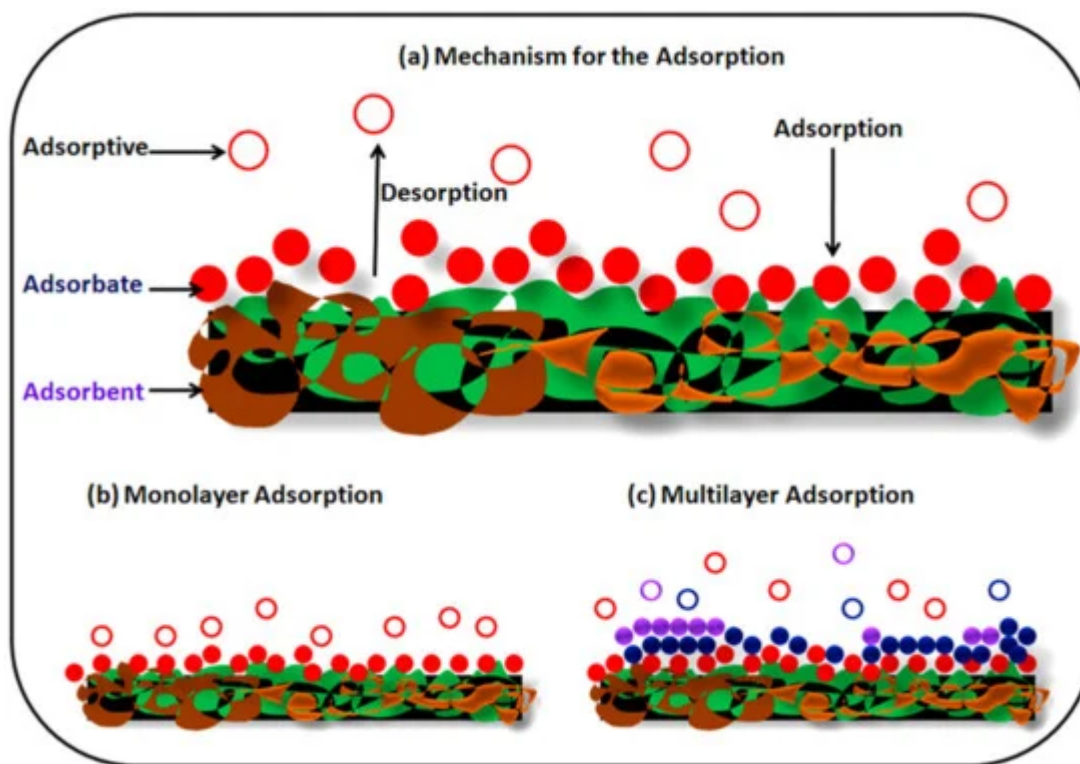 (a) Mechanism for the Adsorption
Adsorptive
Adsorption
Desorption
Adsorbate
Adsorbent
(b) Monolayer Adsorption
(c) Multilayer Adsorption